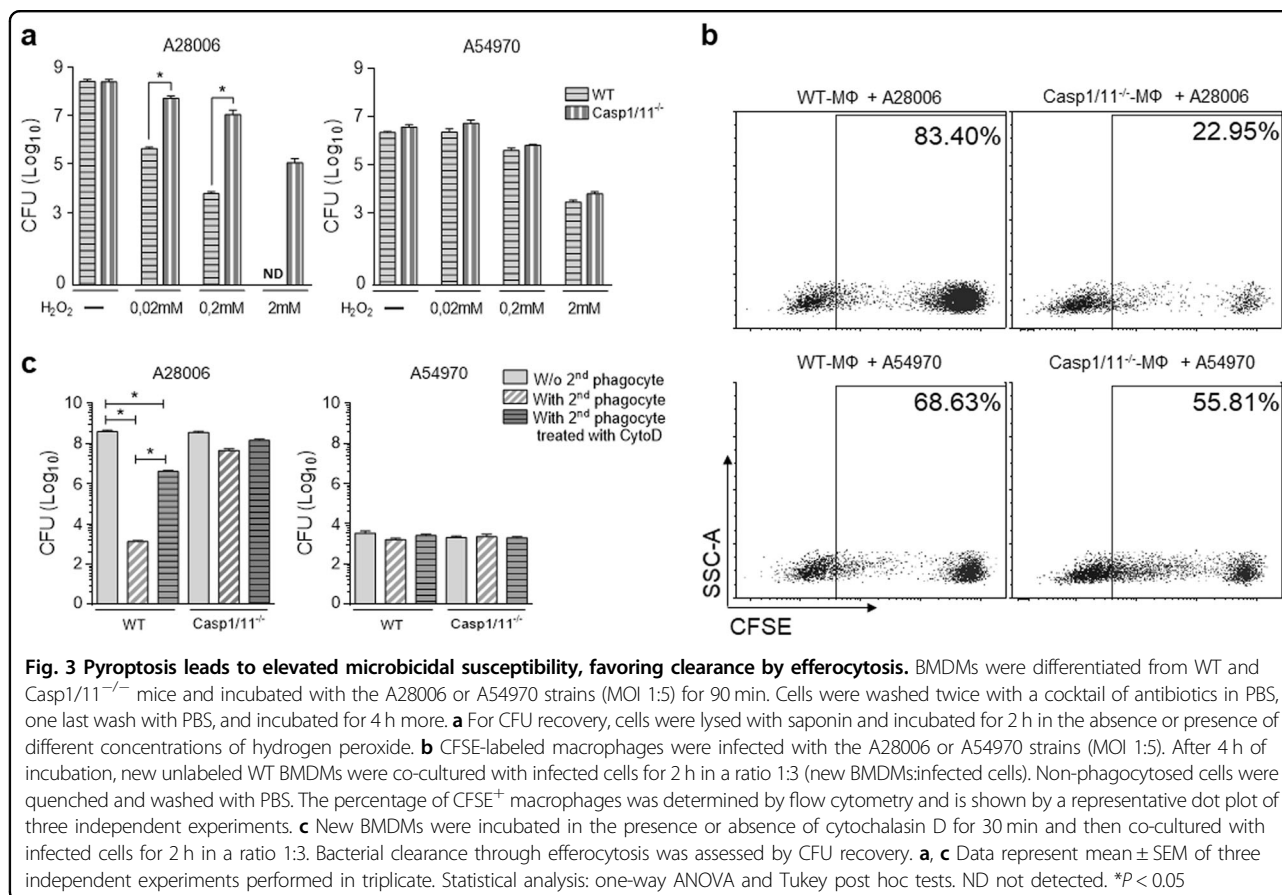 a
A28006
A54970
CFU (Log10)
9
7
5
3
0
*
*
ND
H2O2
—
0,02mM
0,2mM
2mM
CFU (Log10)
9
7
5
3
0
WT
Casp1/11-/-
H2O2
—
0,02mM
0,2mM
2mM
b
WT-MΦ + A28006
Casp1/11-/--MΦ + A28006
83.40%
22.95%
WT-MΦ + A54970
Casp1/11-/--MΦ + A54970
68.63%
55.81%
SSC-A
CFSE
c
A28006
A54970
CFU (Log10)
10
8
6
4
2
0
*
*
*
WT
Casp1/11-/-
CFU (Log10)
10
8
6
4
2
0
WT
Casp1/11-/-
W/o 2nd phagocyte
With 2nd phagocyte
With 2nd phagocyte
treated with CytoD
Fig. 3 Pyroptosis leads to elevated microbicidal susceptibility, favoring clearance by efferocytosis. BMDMs were differentiated from WT and
Casp1/11−/− mice and incubated with the A28006 or A54970 strains (MOI 1:5) for 90 min. Cells were washed twice with a cocktail of antibiotics in PBS,
one last wash with PBS, and incubated for 4 h more. a For CFU recovery, cells were lysed with saponin and incubated for 2 h in the absence or presence of
different concentrations of hydrogen peroxide. b CFSE-labeled macrophages were infected with the A28006 or A54970 strains (MOI 1:5). After 4 h of
incubation, new unlabeled WT BMDMs were co-cultured with infected cells for 2 h in a ratio 1:3 (new BMDMs:infected cells). Non-phagocytosed cells were
quenched and washed with PBS. The percentage of CFSE+ macrophages was determined by flow cytometry and is shown by a representative dot plot of
three independent experiments. c New BMDMs were incubated in the presence or absence of cytochalasin D for 30 min and then co-cultured with
infected cells for 2 h in a ratio 1:3. Bacterial clearance through efferocytosis was assessed by CFU recovery. a, c Data represent mean ± SEM of three
independent experiments performed in triplicate. Statistical analysis: one-way ANOVA and Tukey post hoc tests. ND not detected. *P < 0.05